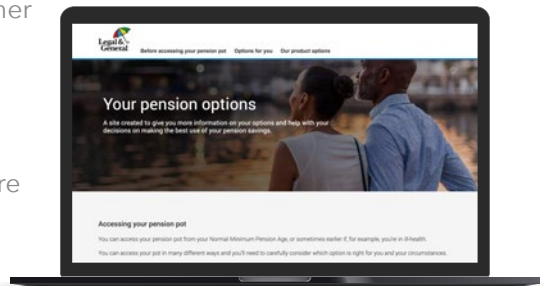 ner
re
Legal &
General
Before accessing your pension pot Options for you Our product options
Your pension options
A site created to give you more information on your options and help with your
decisions on making the best use of your pension savings.
Accessing your pension pot
You can access your pension pot from your Normal Minimum Pension Age, or sometimes earlier if, for example, you're in ill-health.
You can access your pot in many different ways and you'll need to carefully consider which option is right for you and your circumstances.